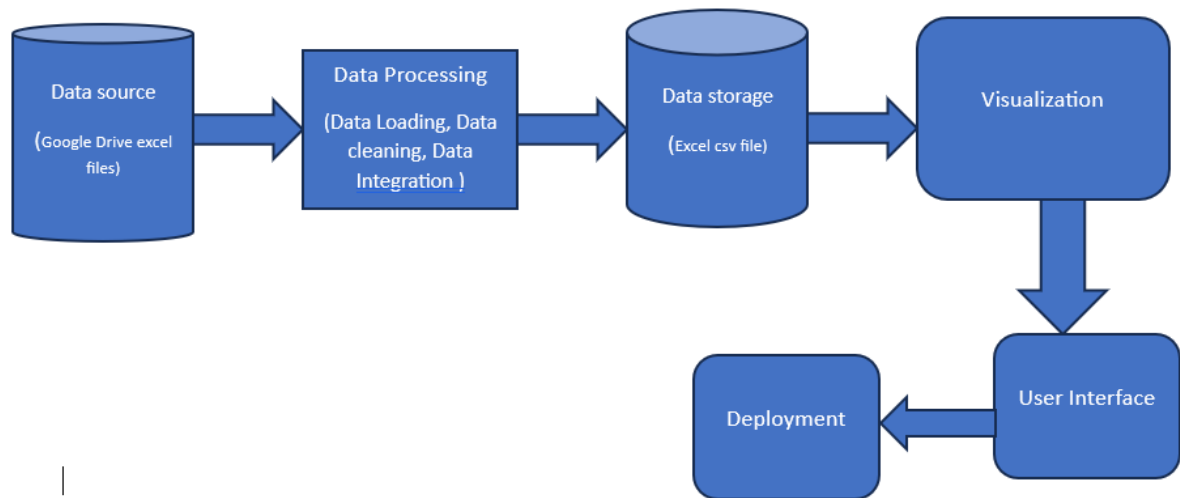 Data source
(Google Drive excel
files)
Data Processing
(Data Loading, Data
cleaning, Data
Integration )
Data storage
(Excel csv file)
Visualization
User Interface
Deployment